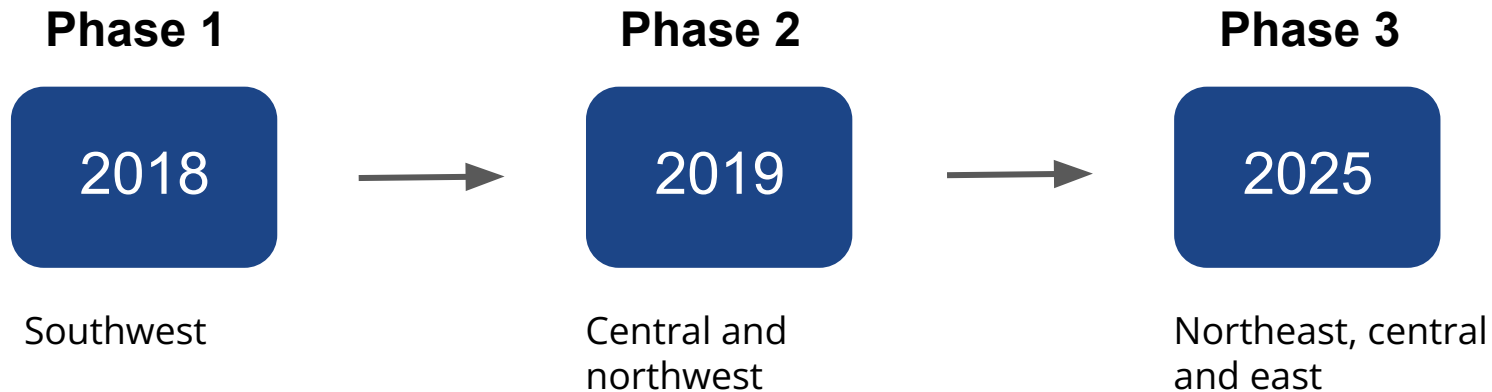 Phase 1
Phase 2
Phase 3
2018
2019
2025
Southwest
Central and
northwest
Northeast, central
and east